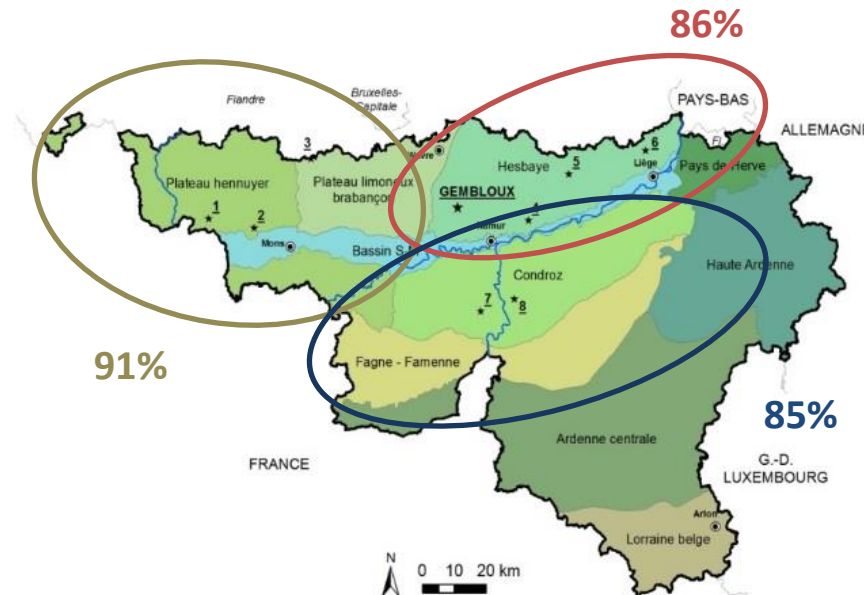 86%
Flandre
Bruxelles-
Capitale
PAYS-BAS
ALLEMAGNE
3
6
5
Liège
Pays de Herve
Hesbaye
Plateau hennuyer
Plateau limoneux
brabançon
GEMBLOUX
1
2
4
Mons
Bassin S.M
Condroz
Haute Ardenne
7
8
91%
Fagne - Famenne
85%
Ardenne centrale
FRANCE
G.-D.
LUXEMBOURG
Arlon
Lorraine belge
N
0 10 20 km